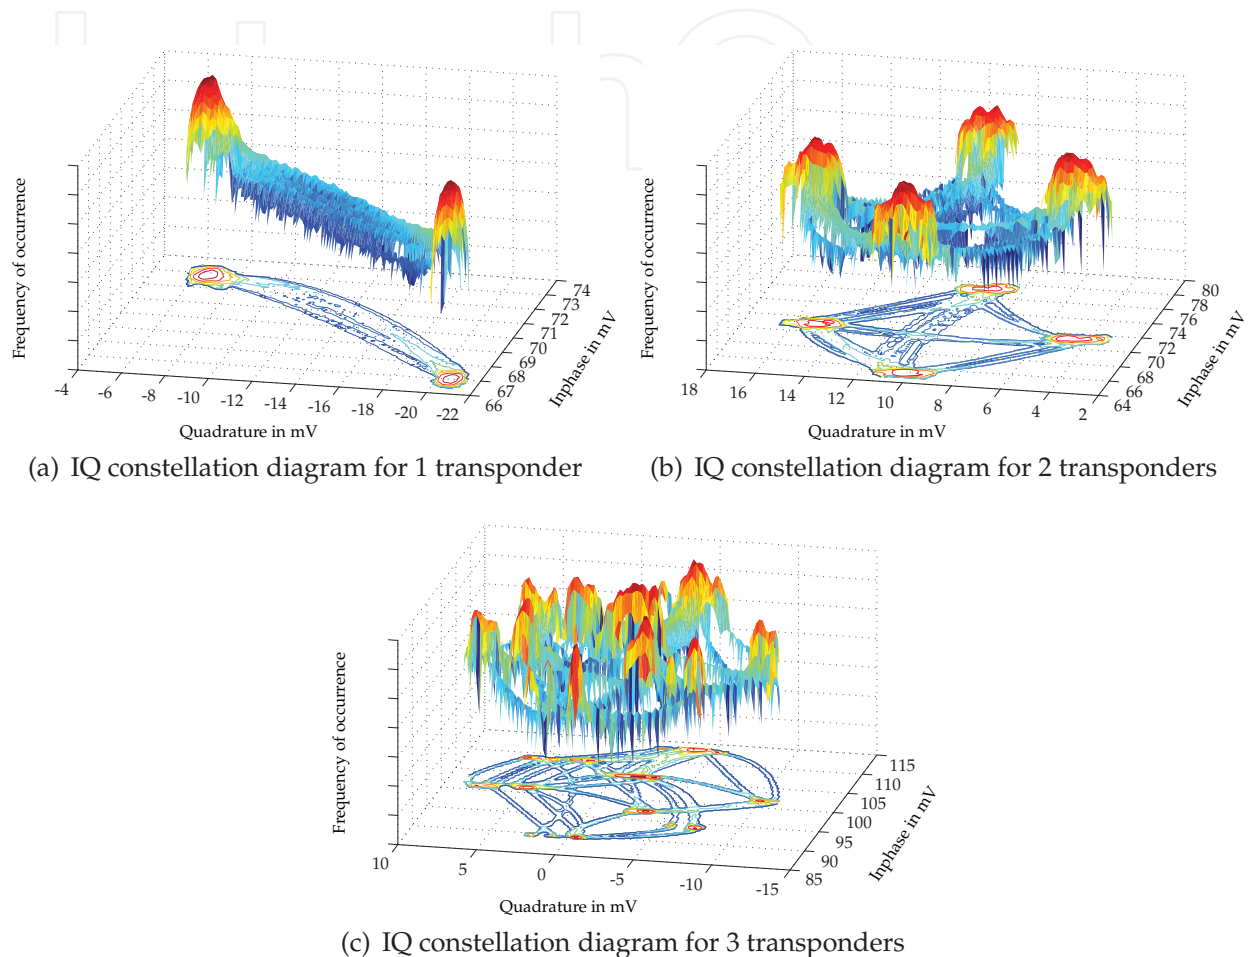 Frequency of occurrence
-4 -6 -8 -10 -12 -14 -16 -18 -20 -22
Quadrature in mV
66 67 68 69 70 71 72 73 74
Inphase in mV
(a) IQ constellation diagram for 1 transponder
Frequency of occurrence
18 16 14 12 10 8 6 4 2
Quadrature in mV
64 66 68 70 72 74 76 78 80
Inphase in mV
(b) IQ constellation diagram for 2 transponders
Frequency of occurrence
10 5 0 -5 -10 -15
Quadrature in mV
85 90 95 100 105 110 115
Inphase in mV
(c) IQ constellation diagram for 3 transponders